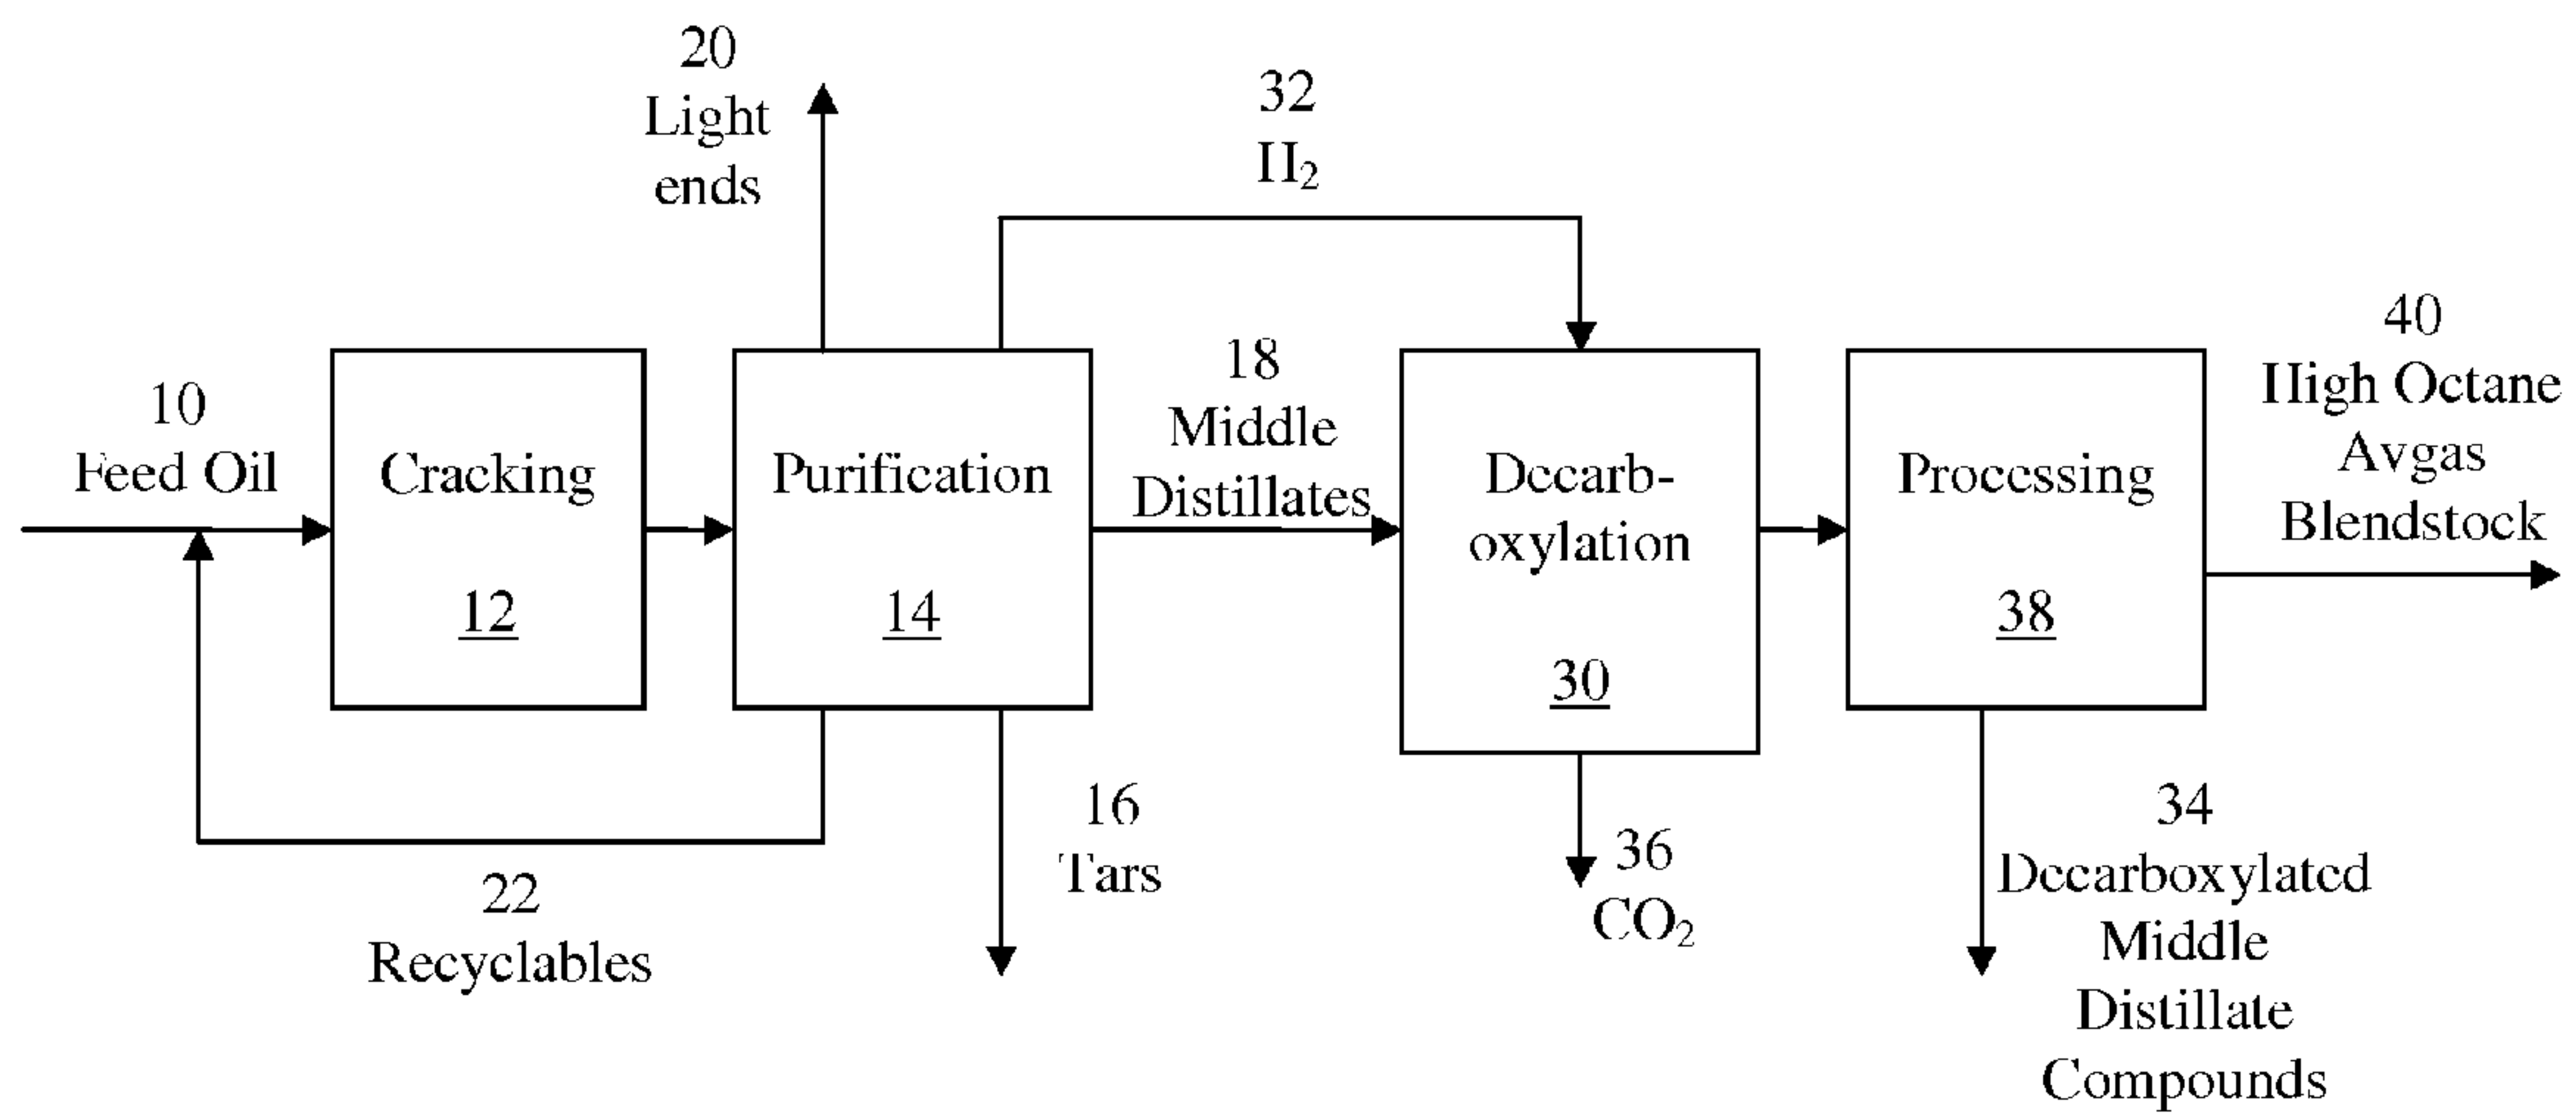 20
Light
ends
32
H₂
10
Feed Oil
Cracking
12
Purification
14
18
Middle
Distillates
Decarb-
oxylation
30
Processing
38
40
High Octane
Avgas
Blendstock
22
Recyclables
16
Tars
36
CO₂
34
Decarboxylated
Middle
Distillate
Compounds